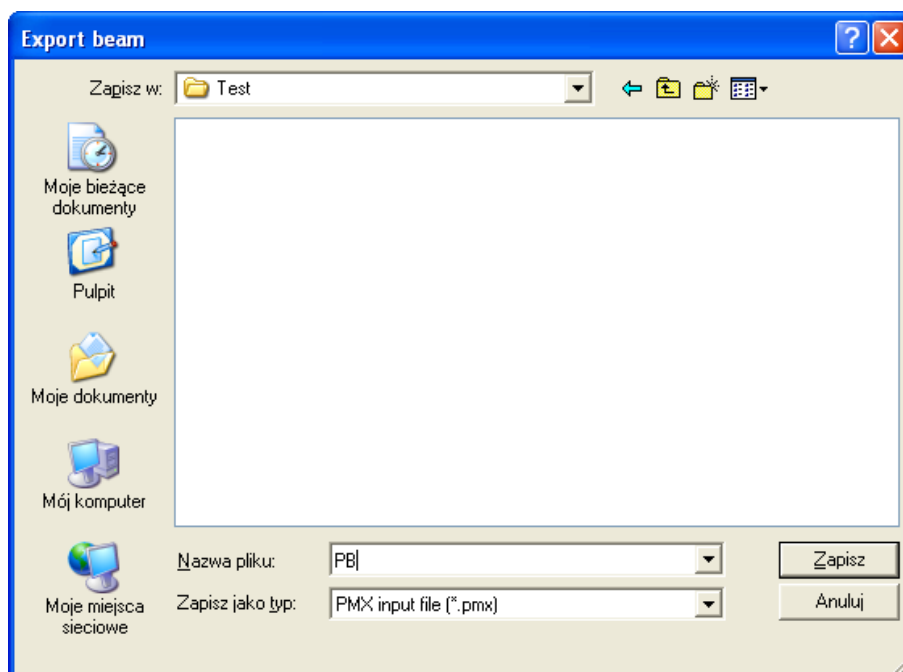 Export beam
Zapisz w:
Test
Moje bieżące
dokumenty
Pulpit
Moje dokumenty
Mój komputer
Moje miejsca
sieciowe
Nazwa pliku:
PB
Zapisz
Zapisz jako typ:
PMX input file (*.pmx)
Anuluj